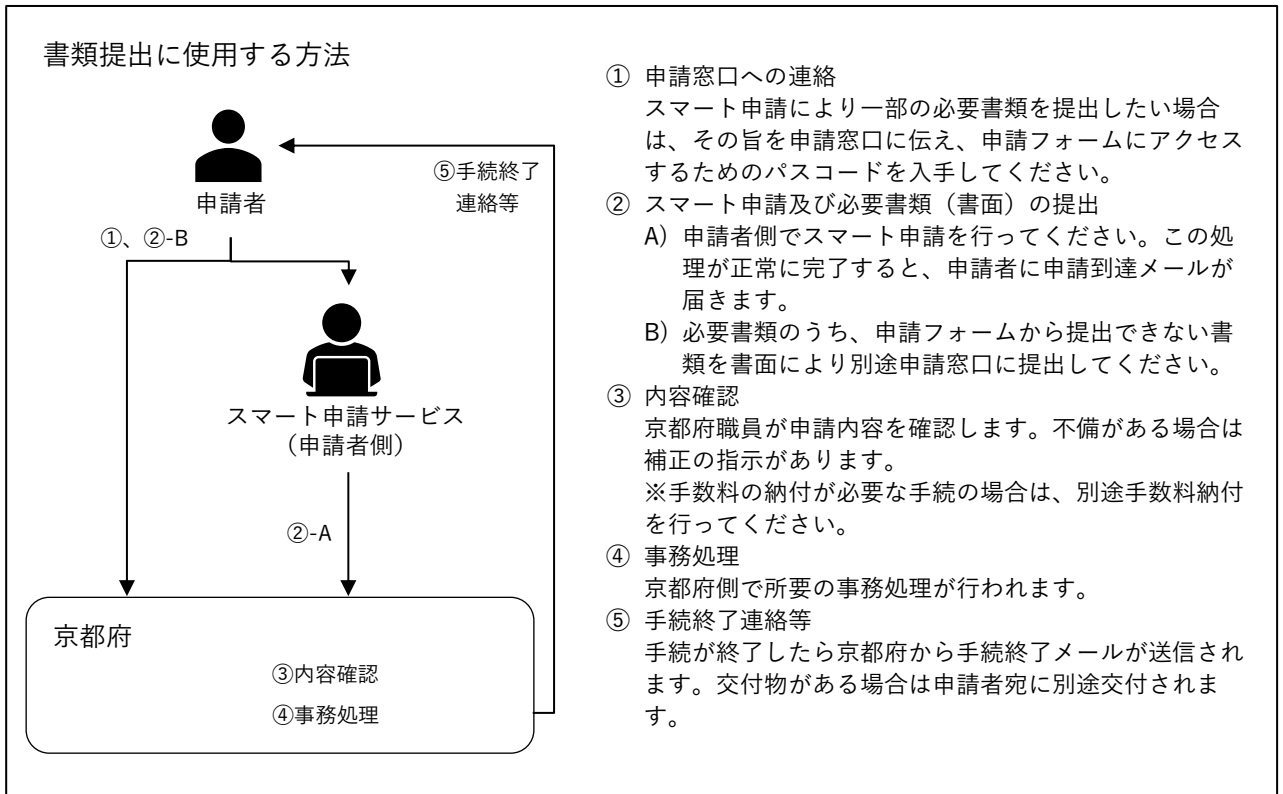 書類提出に使用する方法
申請者
①、②-B
⑤手続終了
連絡等
スマート申請サービス
（申請者側）
②-A
京都府
③内容確認
④事務処理
① 申請窓口への連絡
スマート申請により一部の必要書類を提出したい場合
は、その旨を申請窓口に伝え、申請フォームにアクセス
するためのパスコードを入手してください。
② スマート申請及び必要書類（書面）の提出
A) 申請者側でスマート申請を行ってください。この処
理が正常に完了すると、申請者に申請到達メールが
届きます。
B) 必要書類のうち、申請フォームから提出できない書
類を書面により別途申請窓口に提出してください。
③ 内容確認
京都府職員が申請内容を確認します。不備がある場合は
補正の指示があります。
※手数料の納付が必要な手続の場合は、別途手数料納付
を行ってください。
④ 事務処理
京都府側で所要の事務処理が行われます。
⑤ 手続終了連絡等
手続が終了したら京都府から手続終了メールが送信され
ます。交付物がある場合は申請者宛に別途交付されま
す。